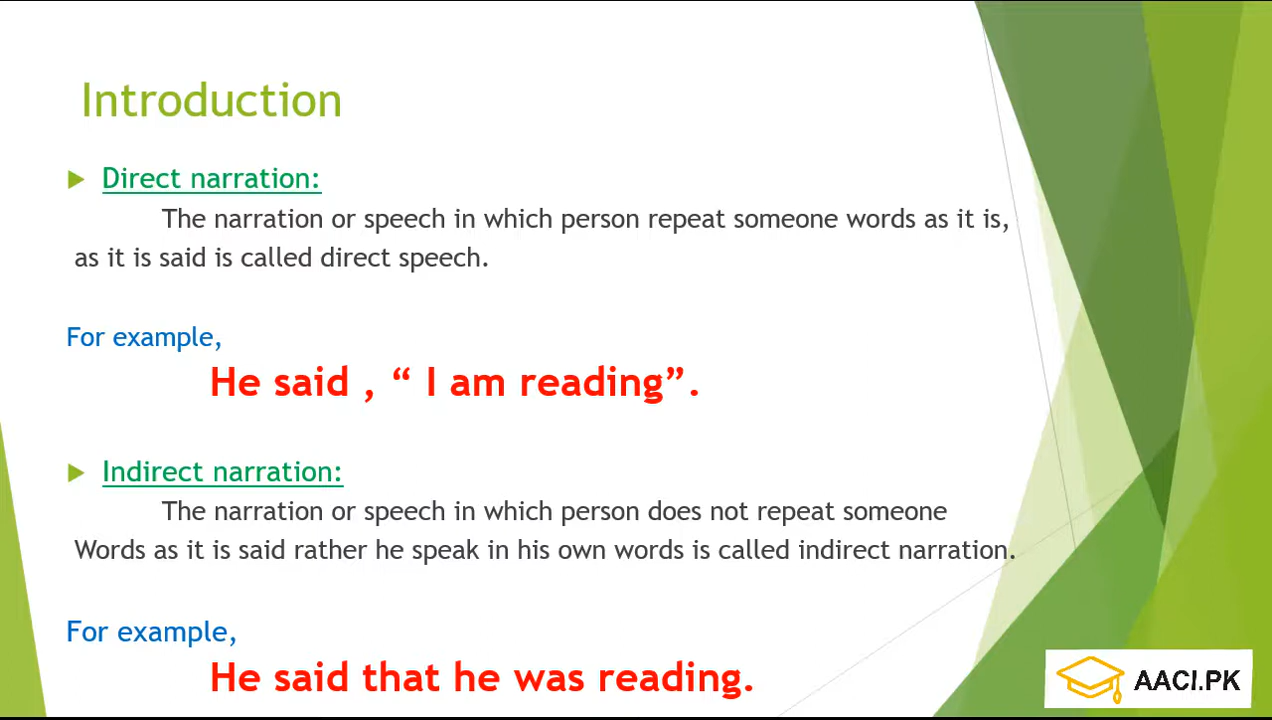 Introduction
Direct narration:
The narration or speech in which person repeat someone words as it is,
as it is said is called direct speech.
For example,
He said , “ I am reading”.
Indirect narration:
The narration or speech in which person does not repeat someone
Words as it is said rather he speak in his own words is called indirect narration.
For example,
He said that he was reading.
AACI.PK